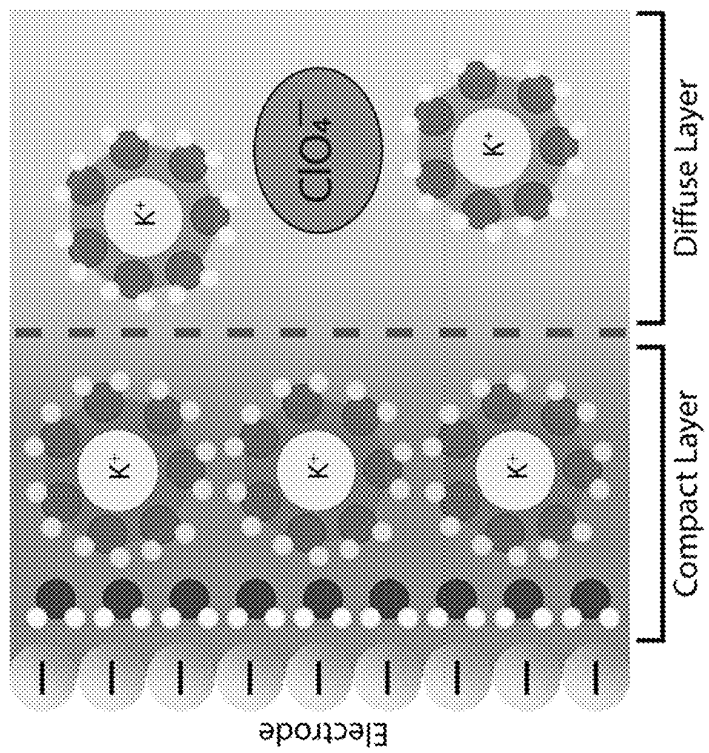 K+
ClO4−
K+
K+
K+
K+
Diffuse Layer
Compact Layer
Electrode